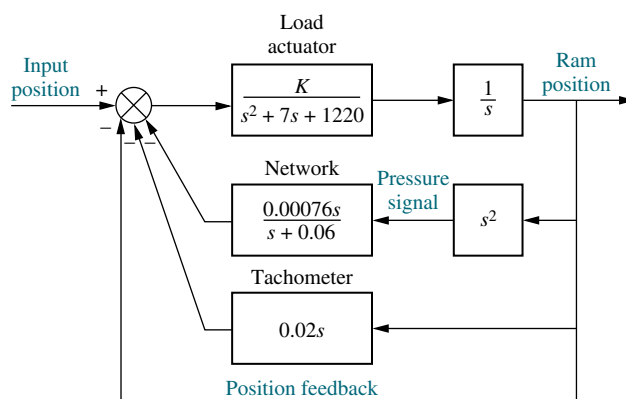 Load
actuator
Input
position
+
−
− −
K
s² + 7s + 1220
1
s
Ram
position
Network
0.00076s
s + 0.06
Pressure
signal
s²
Tachometer
0.02s
Position feedback